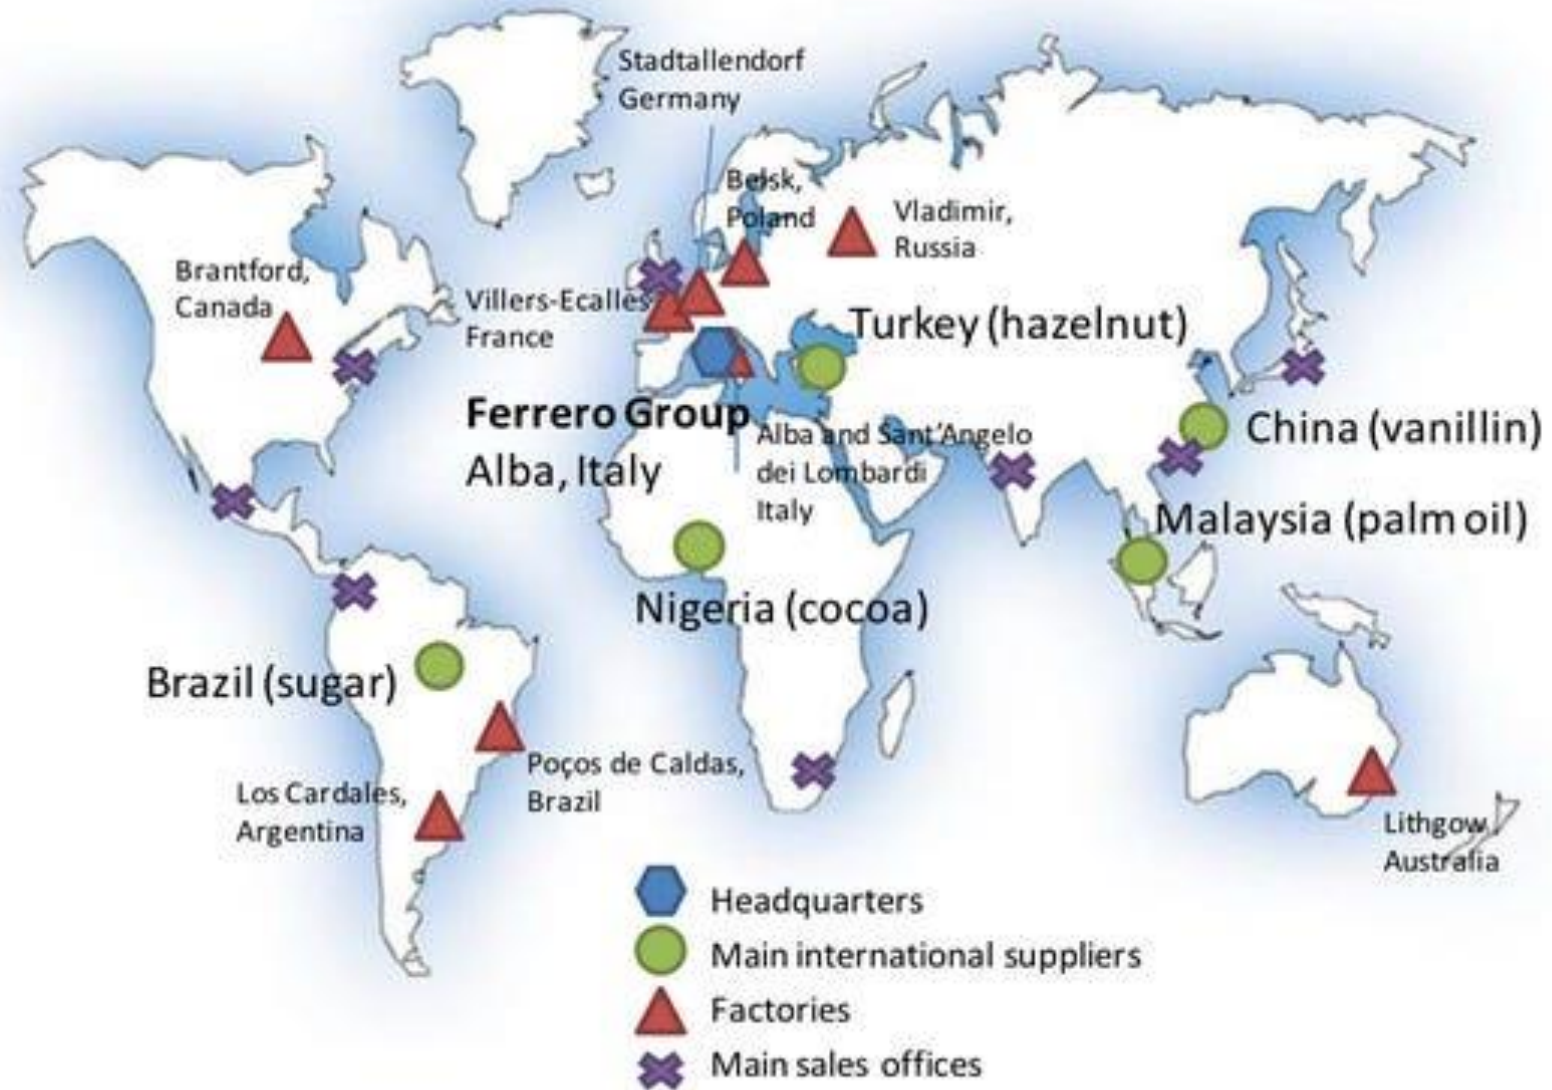 Stadtallendorf
Germany
Belsk,
Poland
Vladimir,
Russia
Brantford,
Canada
Villers-Ecalles
France
Turkey (hazelnut)
Ferrero Group
Alba, Italy
Alba and Sant'Angelo
dei Lombardi
Italy
China (vanillin)
Malaysia (palm oil)
Nigeria (cocoa)
Brazil (sugar)
Poços de Caldas,
Brazil
Los Cardales,
Argentina
Lithgow,
Australia
Headquarters
Main international suppliers
Factories
Main sales offices